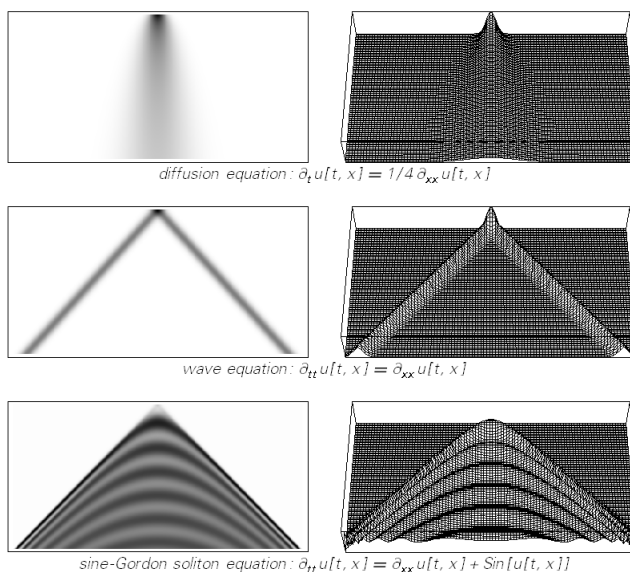 diffusion equation: ∂ₜ u[t, x] = 1/4 ∂ₓₓ u[t, x]
wave equation: ∂ₜₜ u[t, x] = ∂ₓₓ u[t, x]
sine-Gordon soliton equation: ∂ₜₜ u[t, x] = ∂ₓₓ u[t, x] + Sin[u[t, x]]